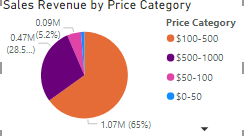 Sales Revenue by Price Category
0.09M
(5.2%)
0.47M
(28.5...)
1.07M (65%)
Price Category
$100-500
$500-1000
$50-100
$0-50